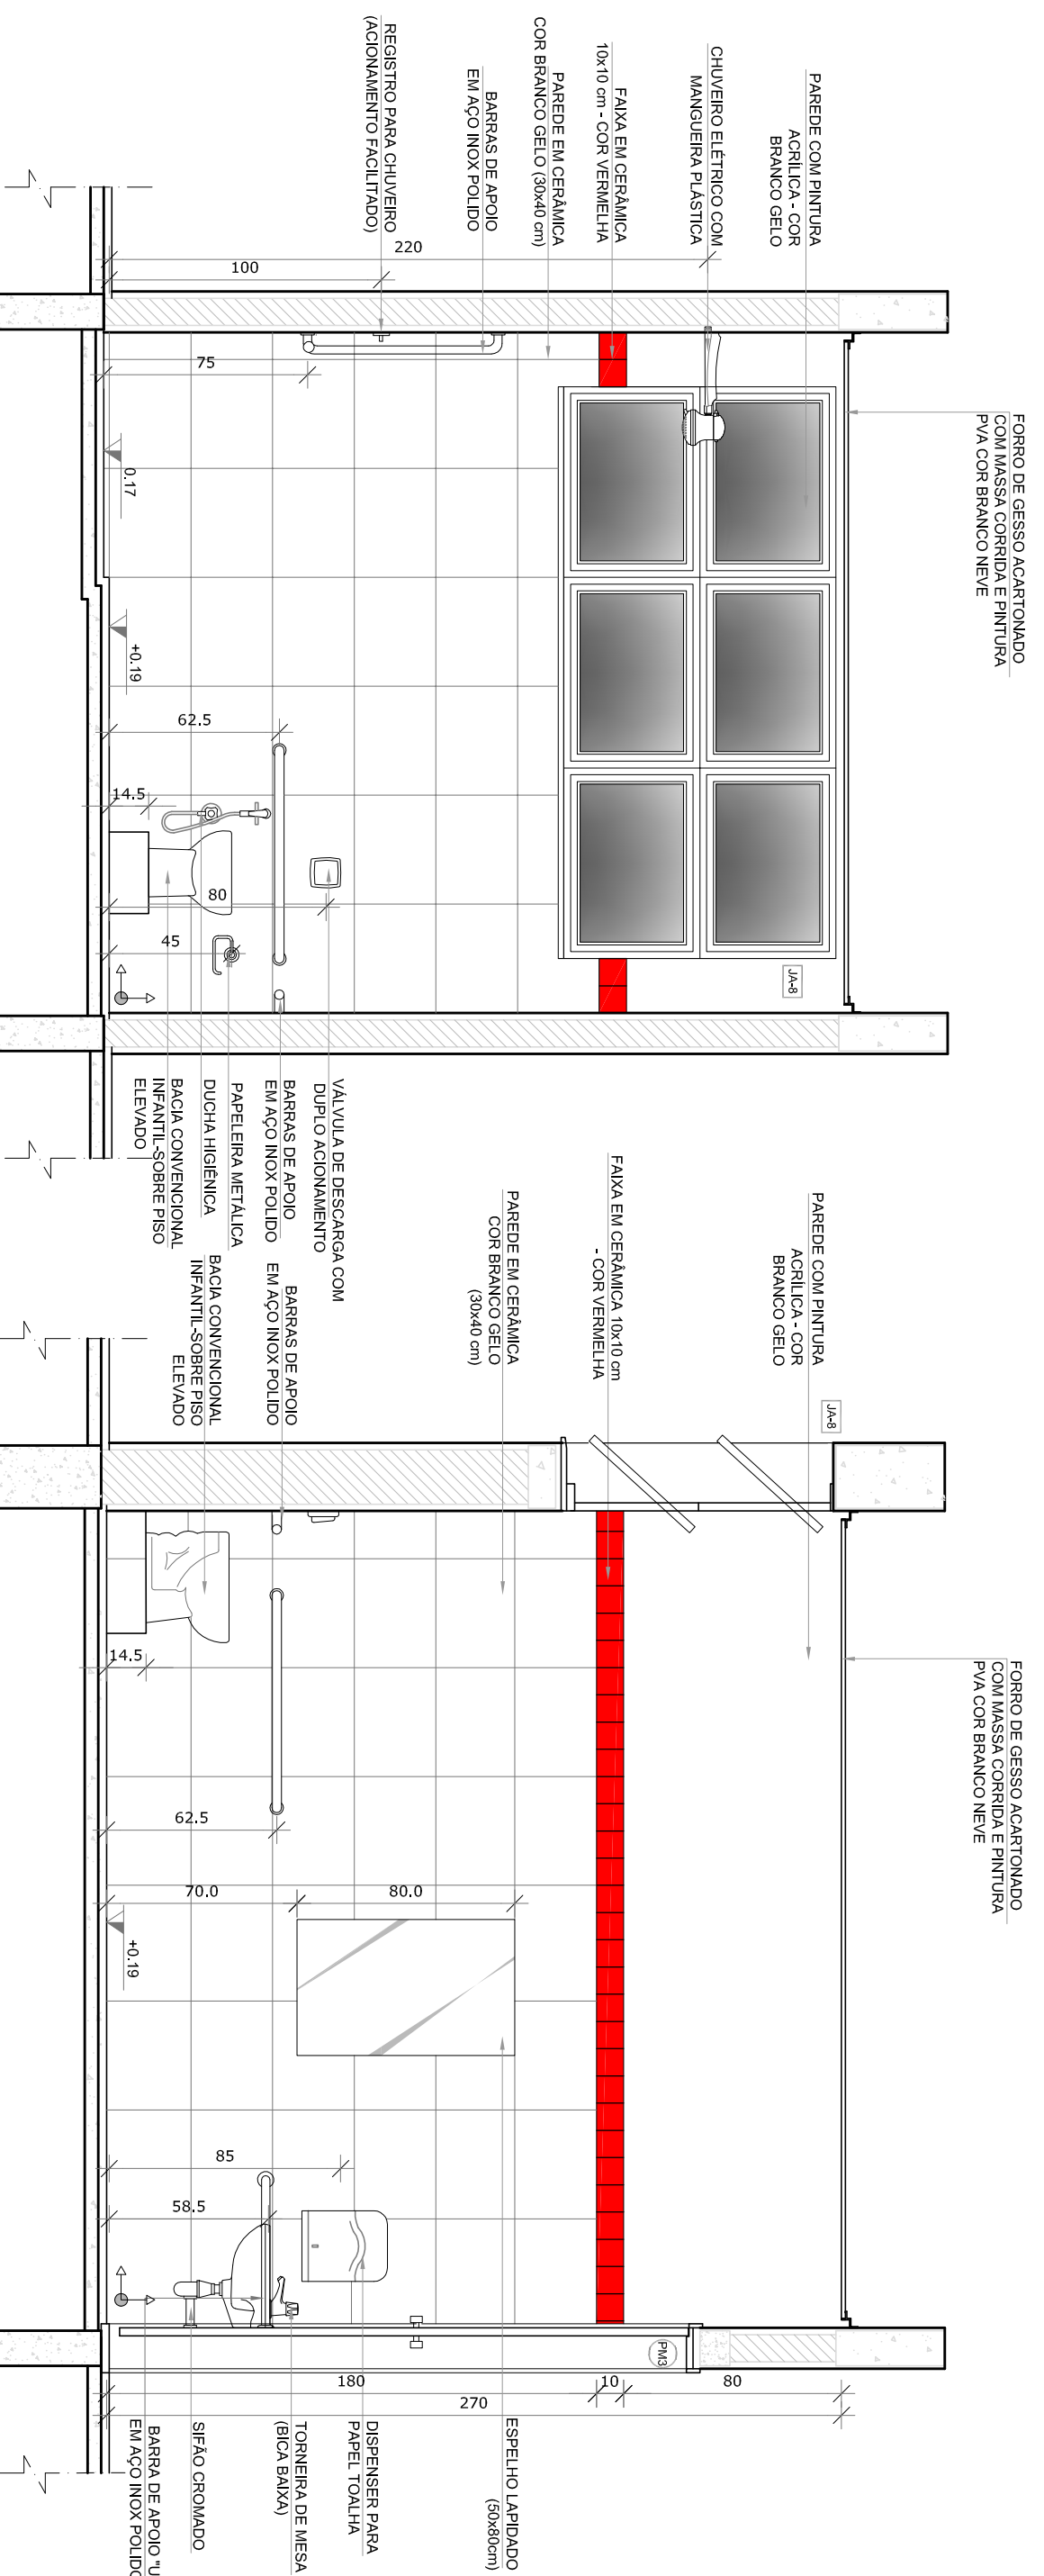 FORRO DE GESSO ACARTONADO
COM MASSA CORRIDA E PINTURA
PVA COR BRANCO NEVE
PAREDE COM PINTURA
ACRÍLICA - COR
BRANCO GELO
CHUVEIRO ELÉTRICO COM
MANGUEIRA PLÁSTICA
FAIXA EM CERÂMICA
10x10 cm - COR VERMELHA
PAREDE EM CERÂMICA
COR BRANCO GELO (30x40 cm)
BARRAS DE APOIO
EM AÇO INOX POLIDO
REGISTRO PARA CHUVEIRO
(ACIONAMENTO FACILITADO)
220
100
75
0.17
+0.19
62.5
14.5
80
45
JA-8
VÁLVULA DE DESCARGA COM
DUPLO ACIONAMENTO
BARRAS DE APOIO
EM AÇO INOX POLIDO
PAPELEIRA METÁLICA
DUCHA HIGIÊNICA
BACIA CONVENCIONAL
INFANTIL-SOBRE PISO
ELEVADO
FORRO DE GESSO ACARTONADO
COM MASSA CORRIDA E PINTURA
PVA COR BRANCO NEVE
PAREDE COM PINTURA
ACRÍLICA - COR
BRANCO GELO
FAIXA EM CERÂMICA 10x10 cm
- COR VERMELHA
PAREDE EM CERÂMICA
COR BRANCO GELO
(30x40 cm)
BARRAS DE APOIO
EM AÇO INOX POLIDO
BACIA CONVENCIONAL
INFANTIL-SOBRE PISO
ELEVADO
JA-8
14.5
62.5
70.0
80.0
+0.19
85
58.5
PM3
180
10
80
270
ESPELHO LAPIDADO
(50x80cm)
DISPENSER PARA
PAPEL TOALHA
TORNEIRA DE MESA
(BICA BAIXA)
SIFÃO CROMADO
BARRA DE APOIO "U
EM AÇO INOX POLIDO